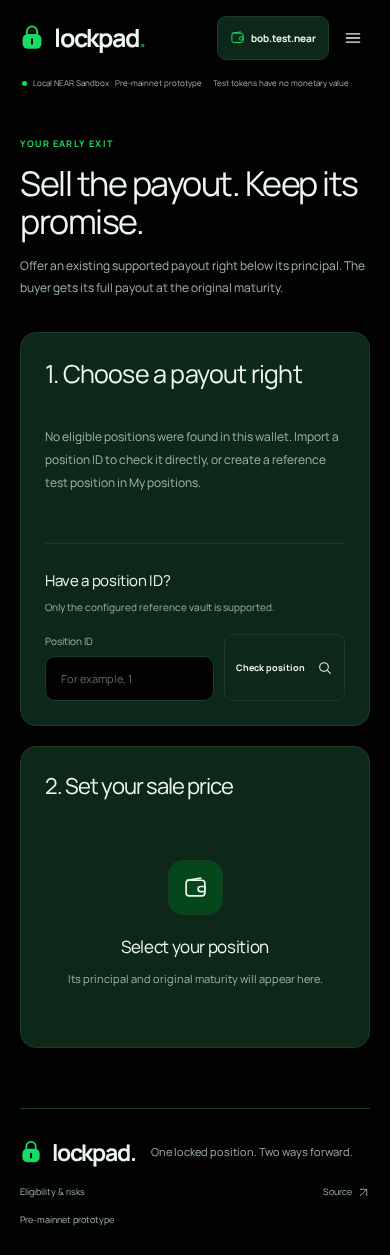 lockpad.
bob.test.near
Local NEAR Sandbox Pre-mainnet prototype Test tokens have no monetary value
YOUR EARLY EXIT
Sell the payout. Keep its
promise.
Offer an existing supported payout right below its principal. The
buyer gets its full payout at the original maturity.
1. Choose a payout right
No eligible positions were found in this wallet. Import a
position ID to check it directly, or create a reference
test position in My positions.
Have a position ID?
Only the configured reference vault is supported.
Position ID
For example, 1
Check position
2. Set your sale price
Select your position
Its principal and original maturity will appear here.
lockpad.
One locked position. Two ways forward.
Eligibility & risks
Source
Pre-mainnet prototype